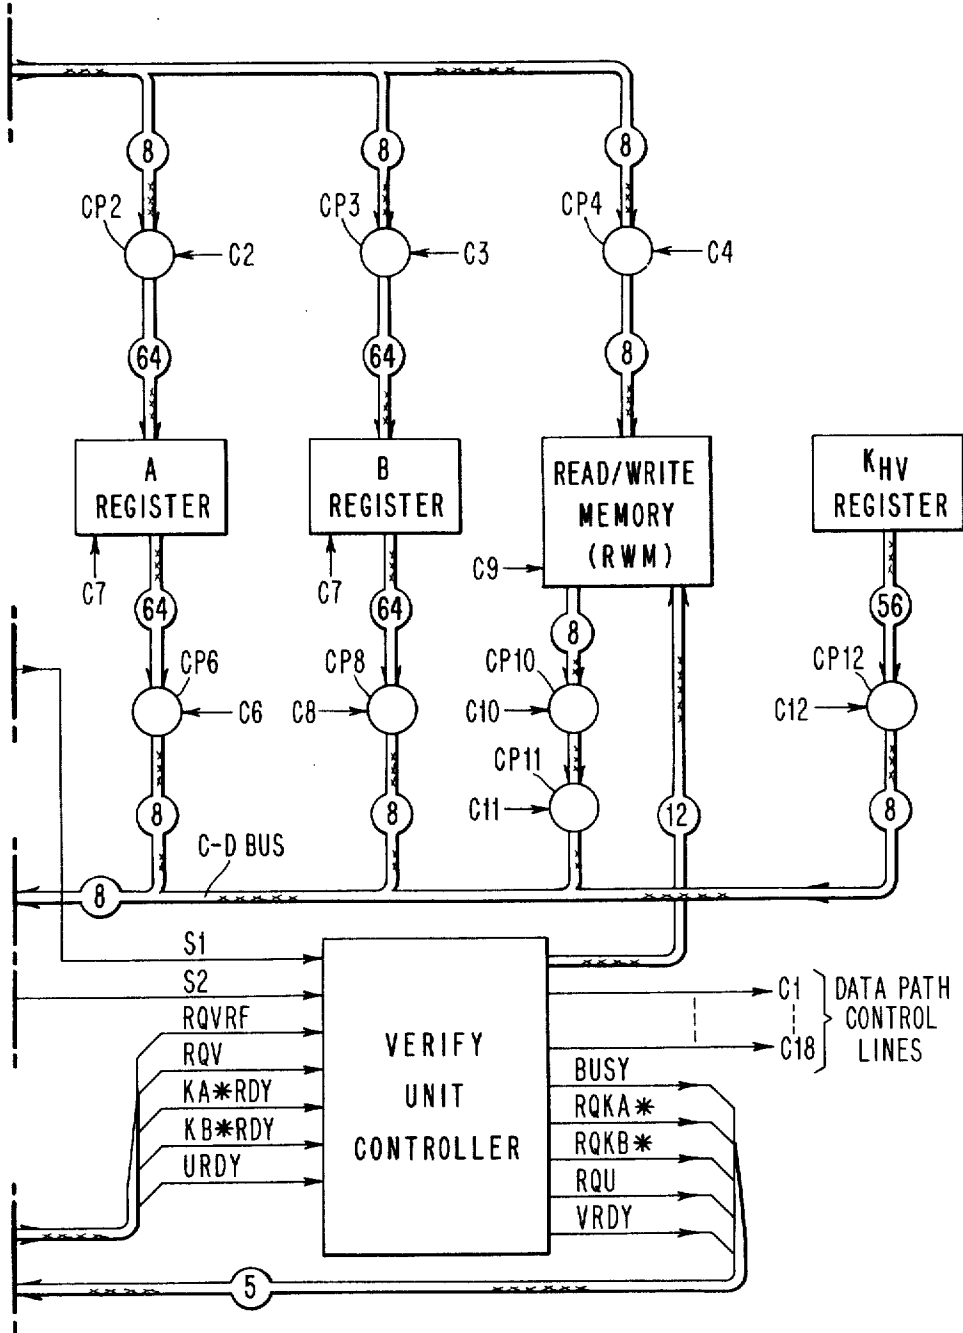 8
8
8
CP2
CP3
CP4
C2
C3
C4
64
64
8
A
REGISTER
B
REGISTER
READ/WRITE
MEMORY
(RWM)
KHV
REGISTER
C7
C7
C9
64
64
8
56
CP6
CP8
CP10
CP12
C6
C8
C10
C12
CP11
C11
8
8
12
8
C-D BUS
8
S1
S2
RQVRF
RQV
KA*RDY
KB*RDY
URDY
VERIFY
UNIT
CONTROLLER
C1
C18
DATA PATH
CONTROL
LINES
BUSY
RQKA*
RQKB*
RQU
VRDY
5